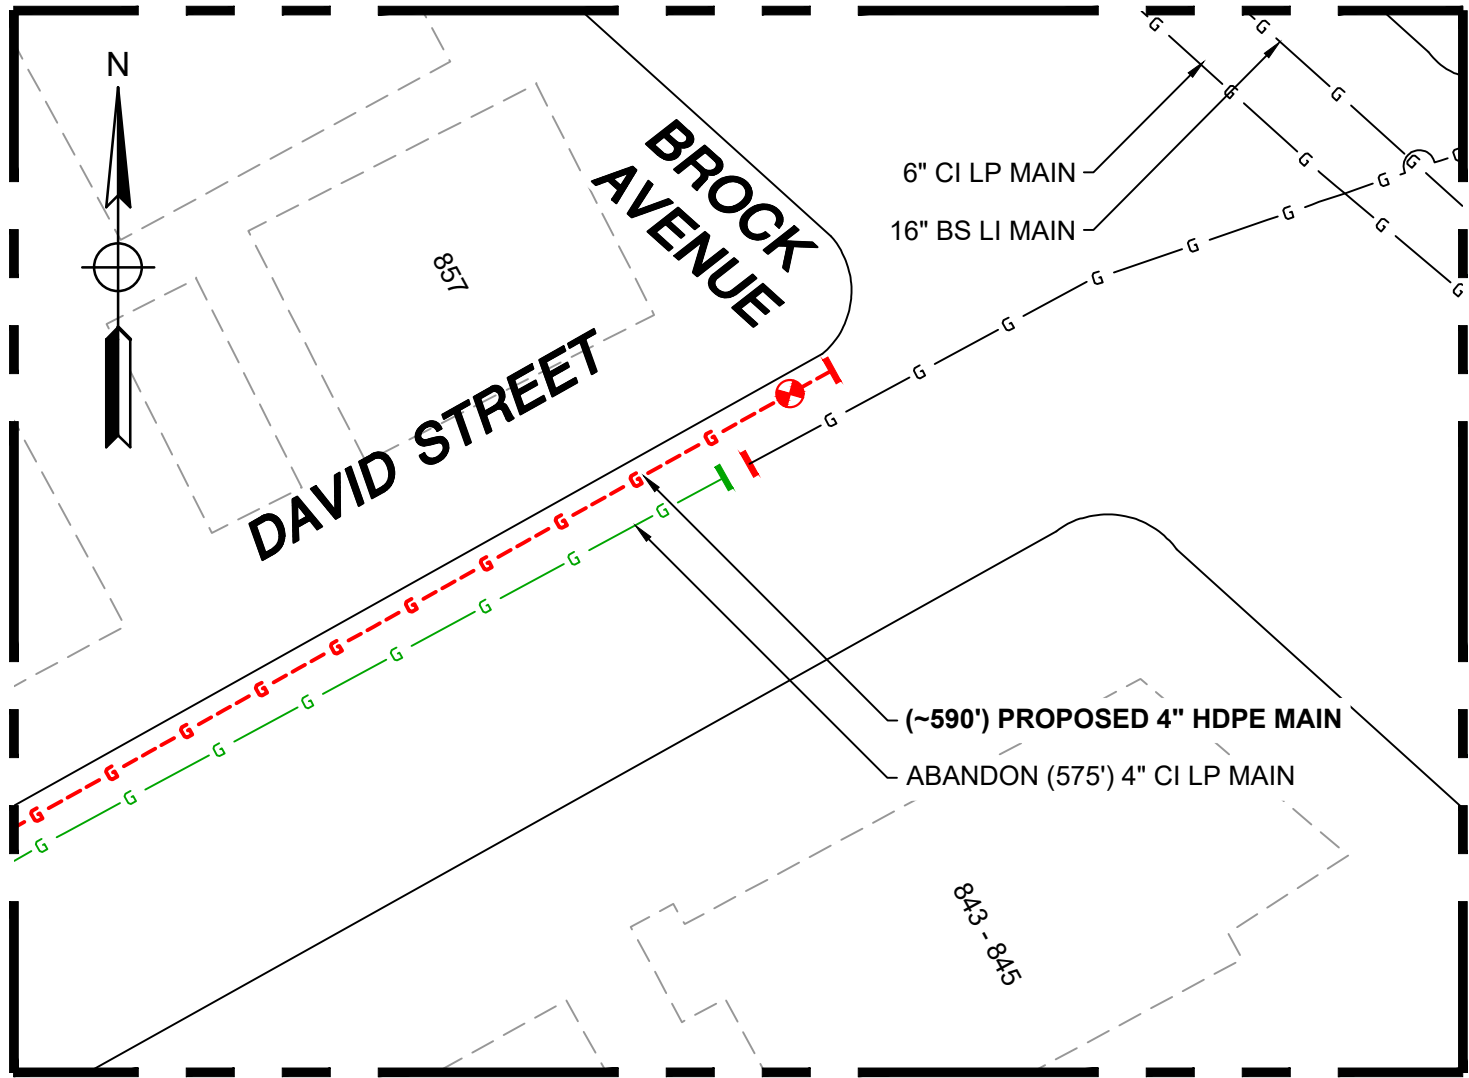 N
BROCK
AVENUE
6" CI LP MAIN
16" BS LI MAIN
857
DAVID STREET
(~590') PROPOSED 4" HDPE MAIN
ABANDON (575') 4" CI LP MAIN
843 - 845
G G G G G G G G G G
G G G G G G G G
G G G G G G G G G
G G G G G
G G G